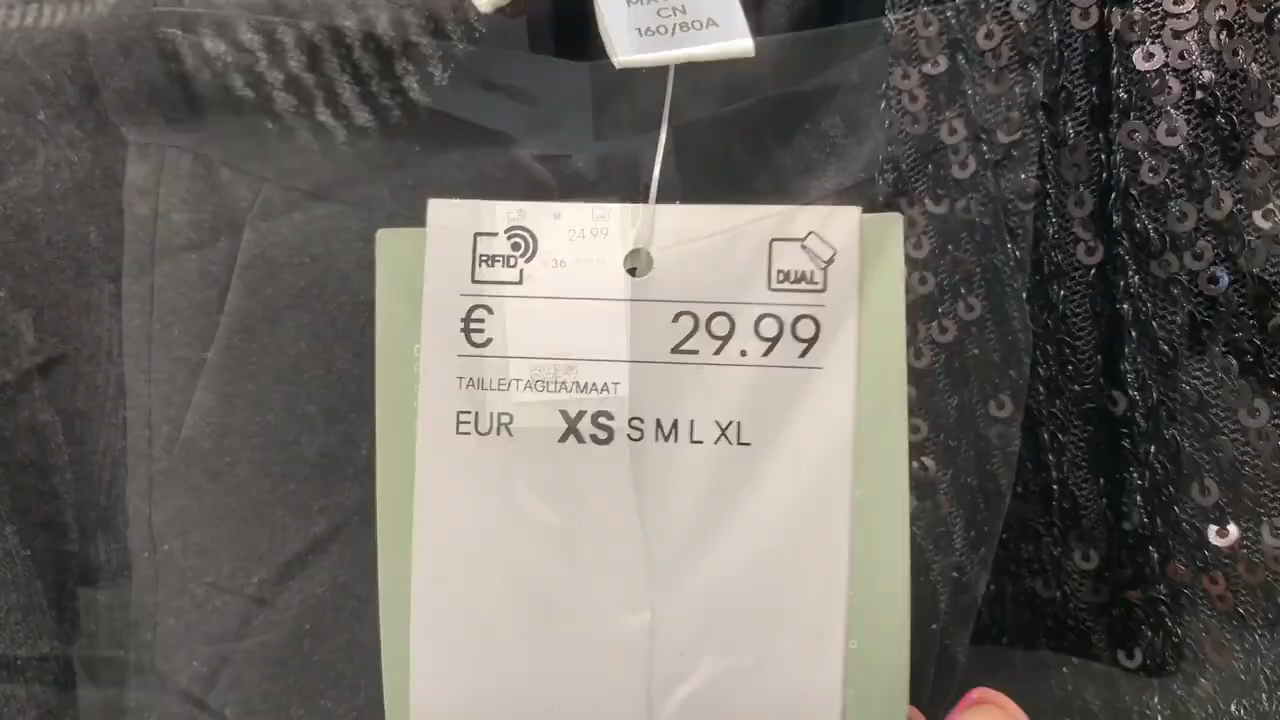 CN
160/80A
24.99
36
RFID
DUAL
€ 29.99
TAILLE/TAGLIA/MAAT
EUR XS S M L XL